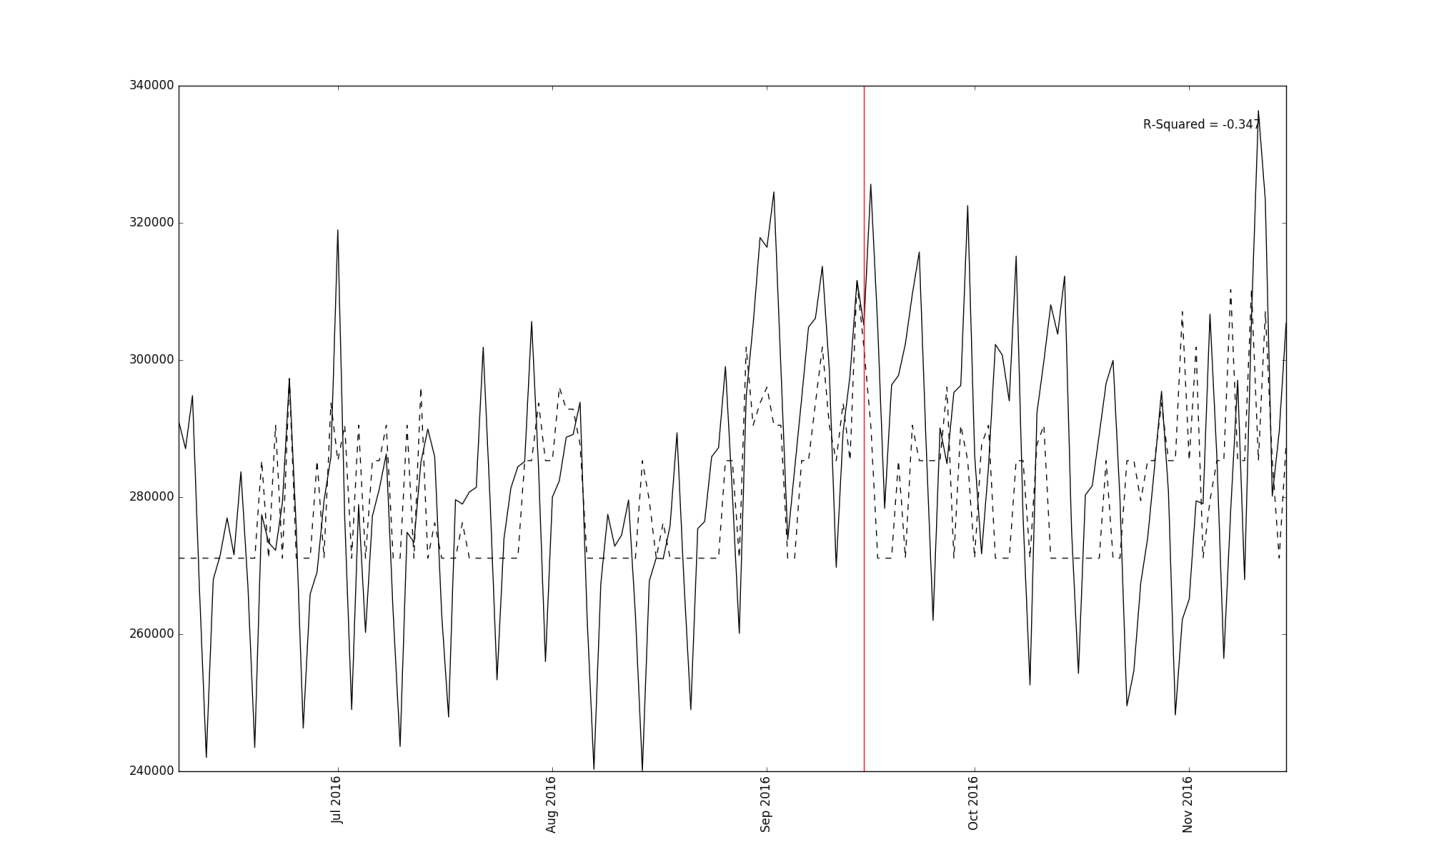 340000
R-Squared = -0.347
320000
300000
280000
260000
240000
Jul 2016
Aug 2016
Sep 2016
Oct 2016
Nov 2016